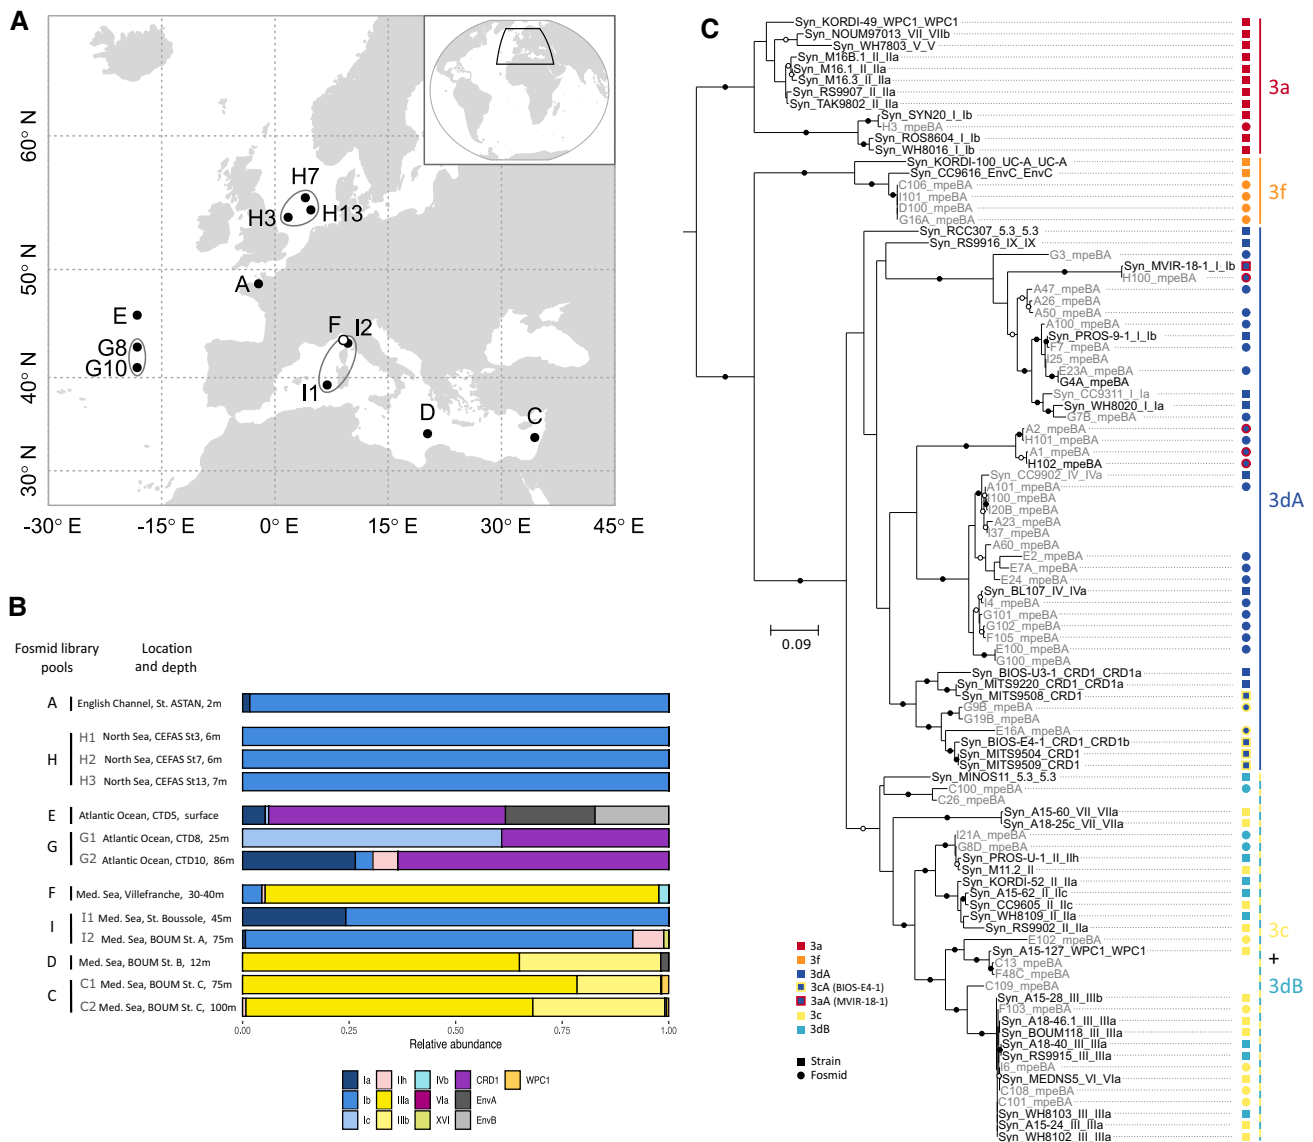 A
60° N
50° N
40° N
30° N
-30° E
-15° E
0° E
15° E
30° E
45° E
H7
H3
H13
A
E
G8
G10
F
I2
I1
D
C
B
Fosmid library pools
Location and depth
A English Channel, St. ASTAN, 2m
H
H1 North Sea, CEFAS St3, 6m
H2 North Sea, CEFAS St7, 6m
H3 North Sea, CEFAS St13, 7m
E Atlantic Ocean, CTD5, surface
G
G1 Atlantic Ocean, CTD8, 25m
G2 Atlantic Ocean, CTD10, 86m
F Med. Sea, Villefranche, 30-40m
I
I1 Med. Sea, St. Boussole, 45m
I2 Med. Sea, BOUM St. A, 75m
D Med. Sea, BOUM St. B, 12m
C
C1 Med. Sea, BOUM St. C, 75m
C2 Med. Sea, BOUM St. C, 100m
0.00 0.25 0.50 0.75 1.00
Relative abundance
Ia IIh IVb CRD1 WPC1
Ib IIIa VIa EnvA
Ic IIIb XVI EnvB
C
Syn_KORDI-49_WPC1_WPC1
Syn_NOUM97013_VII_VIIb
Syn_WH7803_V_V
Syn_M16B.1_II_IIa
Syn_M16.1_II_IIa
Syn_M16.3_II_IIa
Syn_RS9907_II_IIa
Syn_TAK9802_II_IIa
Syn_SYN20_I_Ib
H3_mpeBA
Syn_ROS8604_I_Ib
Syn_WH8016_I_Ib
3a
Syn_KORDI-100_UC-A_UC-A
Syn_CC9616_EnvC_EnvC
C106_mpeBA
I101_mpeBA
D100_mpeBA
G16A_mpeBA
3f
Syn_RCC307_5.3_5.3
Syn_RS9916_IX_IX
G3_mpeBA
Syn_MVIR-18-1_I_Ib
H100_mpeBA
A47_mpeBA
A26_mpeBA
A50_mpeBA
A100_mpeBA
Syn_PROS-9-1_I_Ib
F7_mpeBA
I25_mpeBA
E23A_mpeBA
G4A_mpeBA
Syn_CC9311_I_Ia
Syn_WH8020_I_Ia
G7B_mpeBA
A2_mpeBA
H101_mpeBA
A1_mpeBA
H102_mpeBA
Syn_CC9902_IV_IVa
A101_mpeBA
I100_mpeBA
I20B_mpeBA
A23_mpeBA
I37_mpeBA
A60_mpeBA
E2_mpeBA
E7A_mpeBA
E24_mpeBA
Syn_BL107_IV_IVa
I4_mpeBA
G101_mpeBA
G102_mpeBA
F105_mpeBA
E100_mpeBA
G100_mpeBA
Syn_BIOS-U3-1_CRD1_CRD1a
Syn_MITS9220_CRD1_CRD1a
Syn_MITS9508_CRD1
G9B_mpeBA
G19B_mpeBA
E16A_mpeBA
Syn_BIOS-E4-1_CRD1_CRD1b
Syn_MITS9504_CRD1
Syn_MITS9509_CRD1
3dA
0.09
Syn_MINOS11_5.3_5.3
C100_mpeBA
C26_mpeBA
Syn_A15-60_VII_VIIa
Syn_A18-25c_VII_VIIa
I21A_mpeBA
G8D_mpeBA
Syn_PROS-U-1_II_IIh
Syn_M11.2_II
Syn_KORDI-52_II_IIa
Syn_A15-62_II_IIc
Syn_CC9605_II_IIc
Syn_WH8109_II_IIa
Syn_RS9902_II_IIa
E102_mpeBA
Syn_A15-127_WPC1_WPC1
C13_mpeBA
F48C_mpeBA
C109_mpeBA
Syn_A15-28_III_IIIb
F103_mpeBA
Syn_A18-46.1_III_IIIa
Syn_BOUM118_III_IIIa
Syn_A18-40_III_IIIa
Syn_RS9915_III_IIIa
I6_mpeBA
Syn_MEDNS5_VI_VIa
C108_mpeBA
C101_mpeBA
Syn_WH8103_III_IIIa
Syn_A15-24_III_IIIa
Syn_WH8102_III_IIIa
3c
+
3dB
3a
3f
3dA
3cA (BIOS-E4-1)
3aA (MVIR-18-1)
3c
3dB
Strain
Fosmid